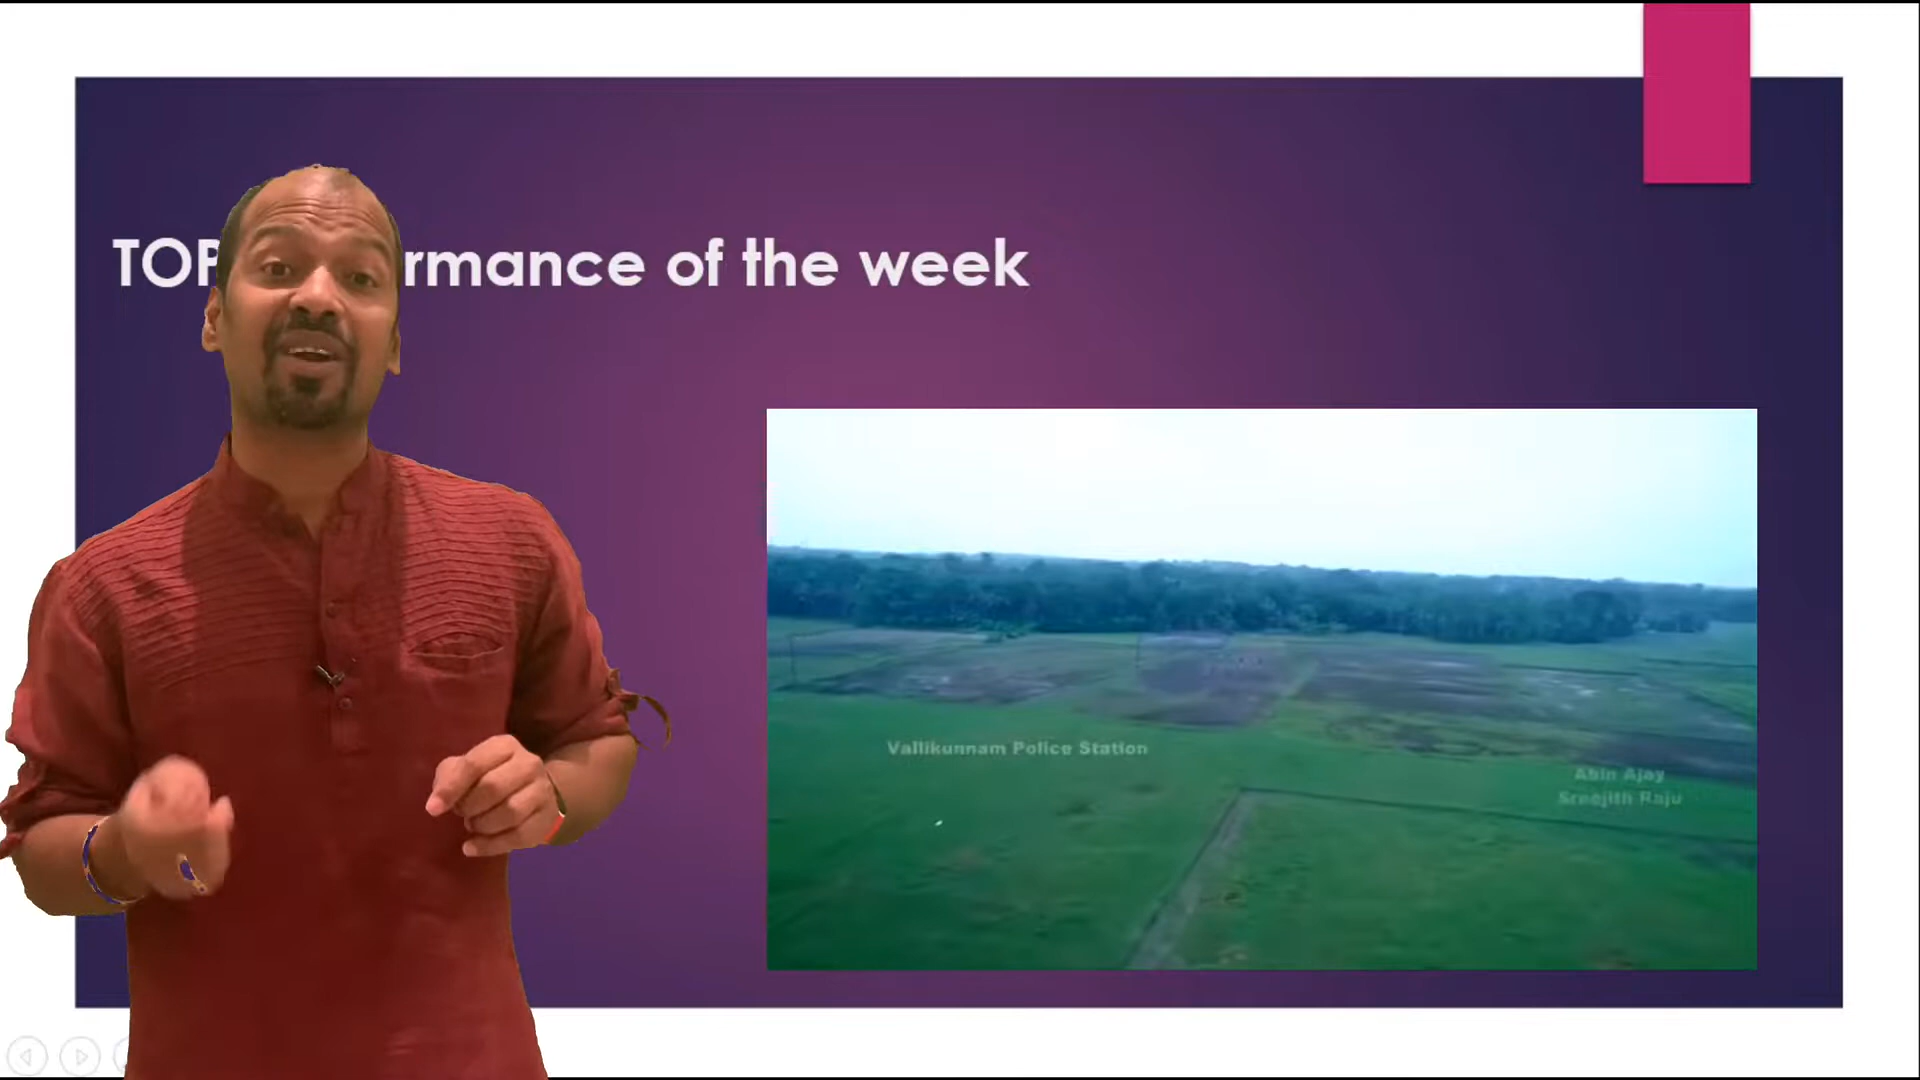 TOP rmance of the week
Vallikunnam Police Station
Abin Ajay
Sreejith Raju